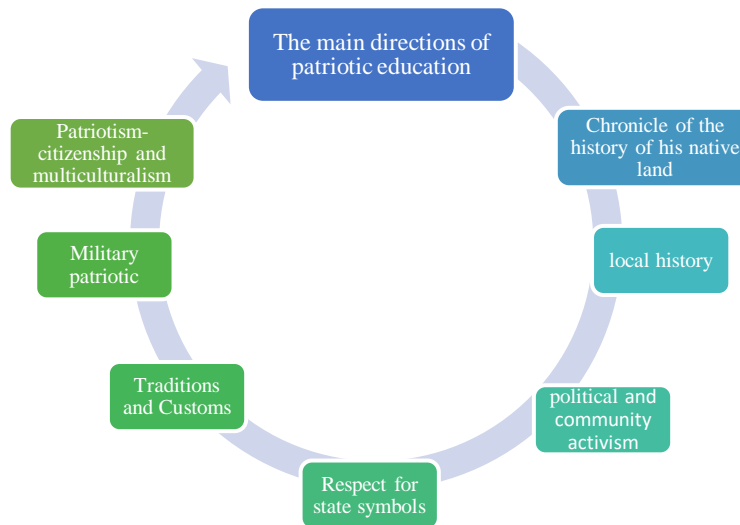 The main directions of
patriotic education
Chronicle of the
history of his native
land
local history
political and
community
activism
Respect for
state symbols
Traditions
and Customs
Military
patriotic
Patriotism-
citizenship and
multiculturalism